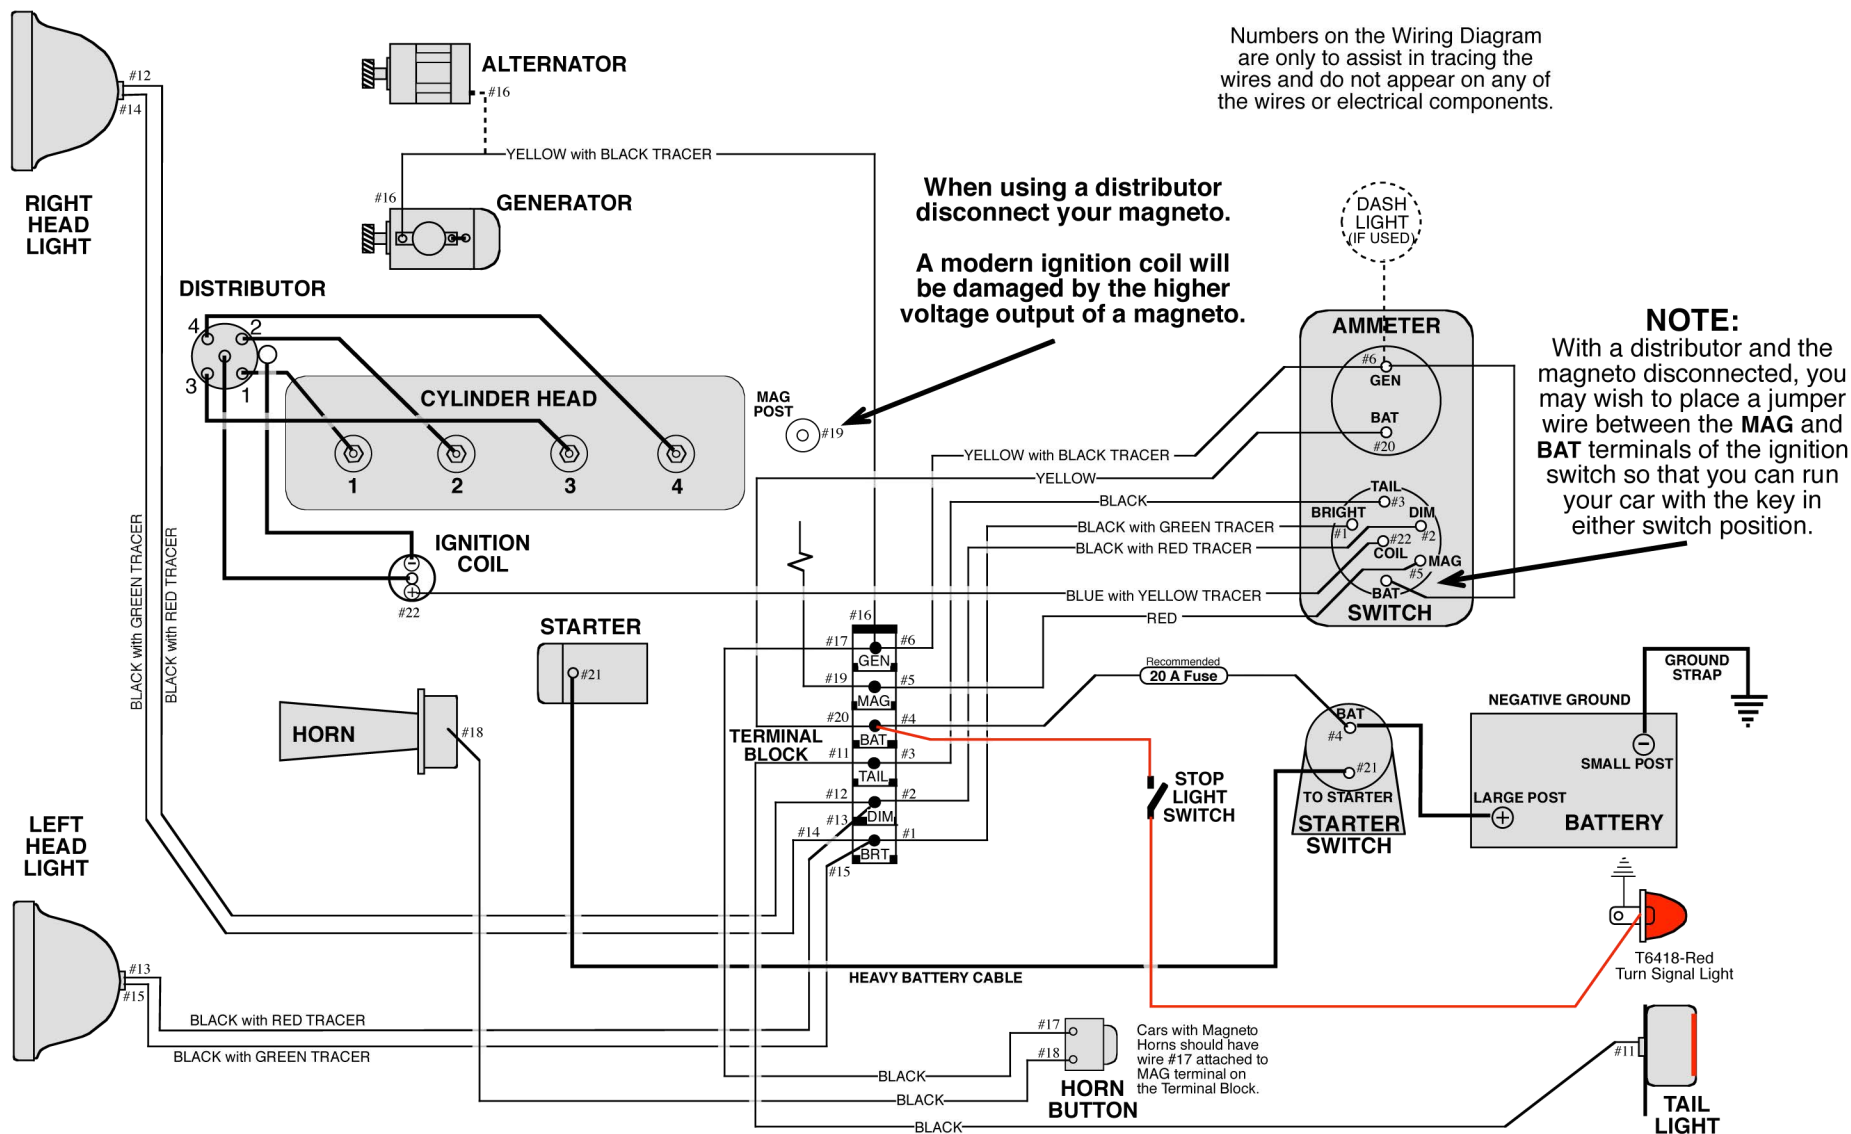 #12
#14
RIGHT
HEAD
LIGHT
ALTERNATOR
#16
YELLOW with BLACK TRACER
#16
GENERATOR
Numbers on the Wiring Diagram
are only to assist in tracing the
wires and do not appear on any of
the wires or electrical components.
When using a distributor
disconnect your magneto.
A modern ignition coil will
be damaged by the higher
voltage output of a magneto.
DASH
LIGHT
(IF USED)
DISTRIBUTOR
4
2
3
1
CYLINDER HEAD
1
2
3
4
MAG
POST
#19
AMMETER
#6
GEN
BAT
#20
TAIL
#3
BRIGHT
#1
DIM
#2
#22
COIL
MAG
#5
BAT
SWITCH
NOTE:
With a distributor and the
magneto disconnected, you
may wish to place a jumper
wire between the MAG and
BAT terminals of the ignition
switch so that you can run
your car with the key in
either switch position.
YELLOW with BLACK TRACER
YELLOW
BLACK
BLACK with GREEN TRACER
BLACK with RED TRACER
BLUE with YELLOW TRACER
RED
BLACK with GREEN TRACER
BLACK with RED TRACER
IGNITION
COIL
#22
STARTER
#21
HORN
#18
TERMINAL
BLOCK
#16
#17
#6
GEN
#19
#5
MAG
#20
#4
BAT
#11
#3
TAIL
#12
#2
#13
DIM
#14
#1
BRT
#15
Recommended
20 A Fuse
STOP
LIGHT
SWITCH
BAT
#4
#21
TO STARTER
STARTER
SWITCH
GROUND
STRAP
NEGATIVE GROUND
SMALL POST
LARGE POST
BATTERY
T6418-Red
Turn Signal Light
LEFT
HEAD
LIGHT
#13
#15
BLACK with RED TRACER
BLACK with GREEN TRACER
HEAVY BATTERY CABLE
#17
#18
HORN
BUTTON
Cars with Magneto
Horns should have
wire #17 attached to
MAG terminal on
the Terminal Block.
BLACK
BLACK
BLACK
#11
TAIL
LIGHT